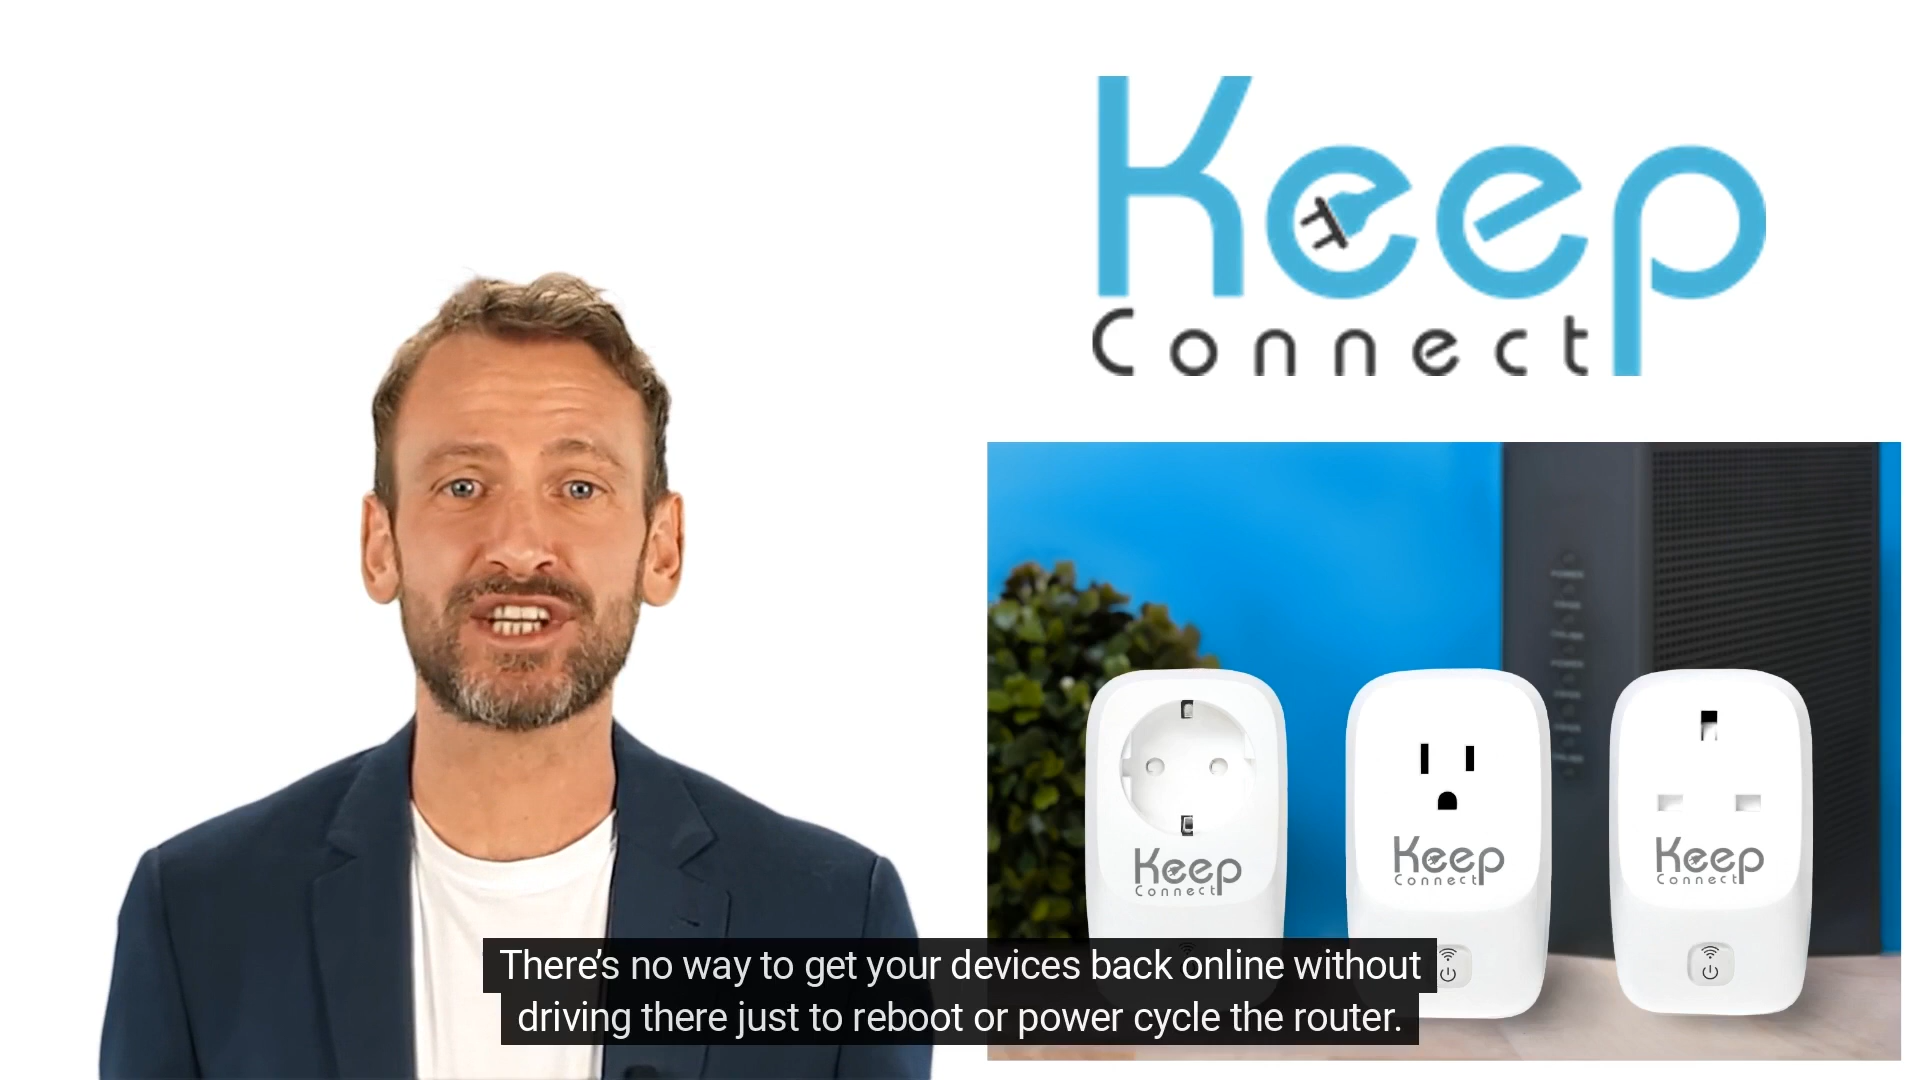 Keep
Connect
Keep
Connect
Keep
Connect
Keep
Connect
There's no way to get your devices back online without
driving there just to reboot or power cycle the router.